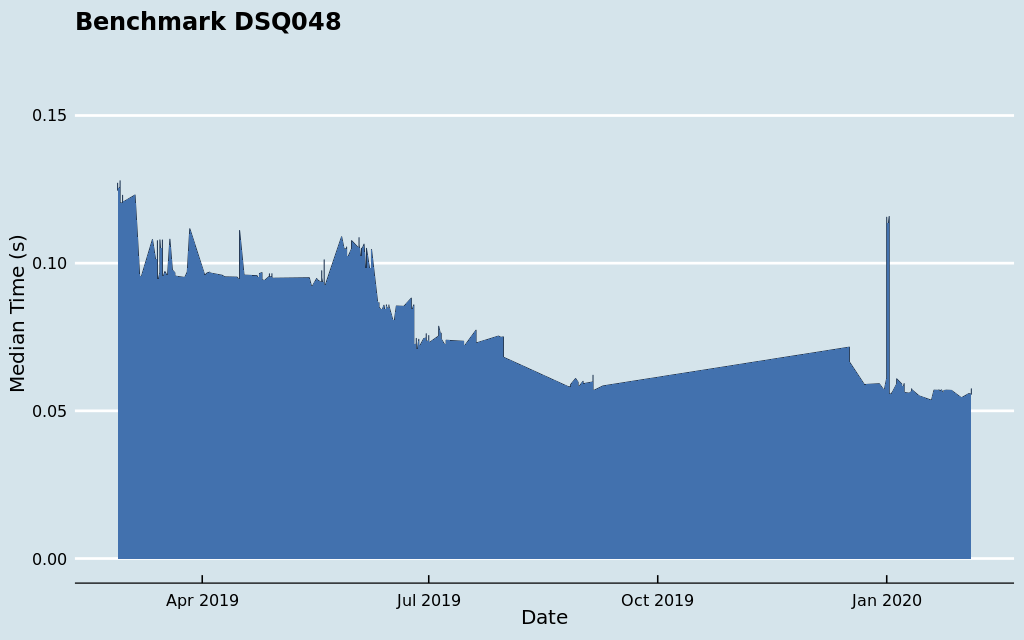 Benchmark DSQ048
0.15
0.10
0.05
0.00
Median Time (s)
Apr 2019
Jul 2019
Oct 2019
Jan 2020
Date